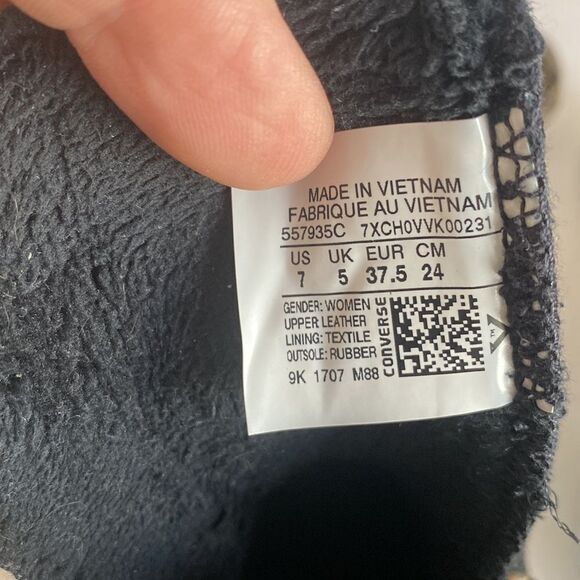 MADE IN VIETNAM
FABRIQUE AU VIETNAM
557935C 7XCH0VVK00231
US UK EUR CM
7 5 37.5 24
GENDER: WOMEN
UPPER: LEATHER
LINING: TEXTILE
OUTSOLE: RUBBER
9K 1707 M88
CONVERSE
TM